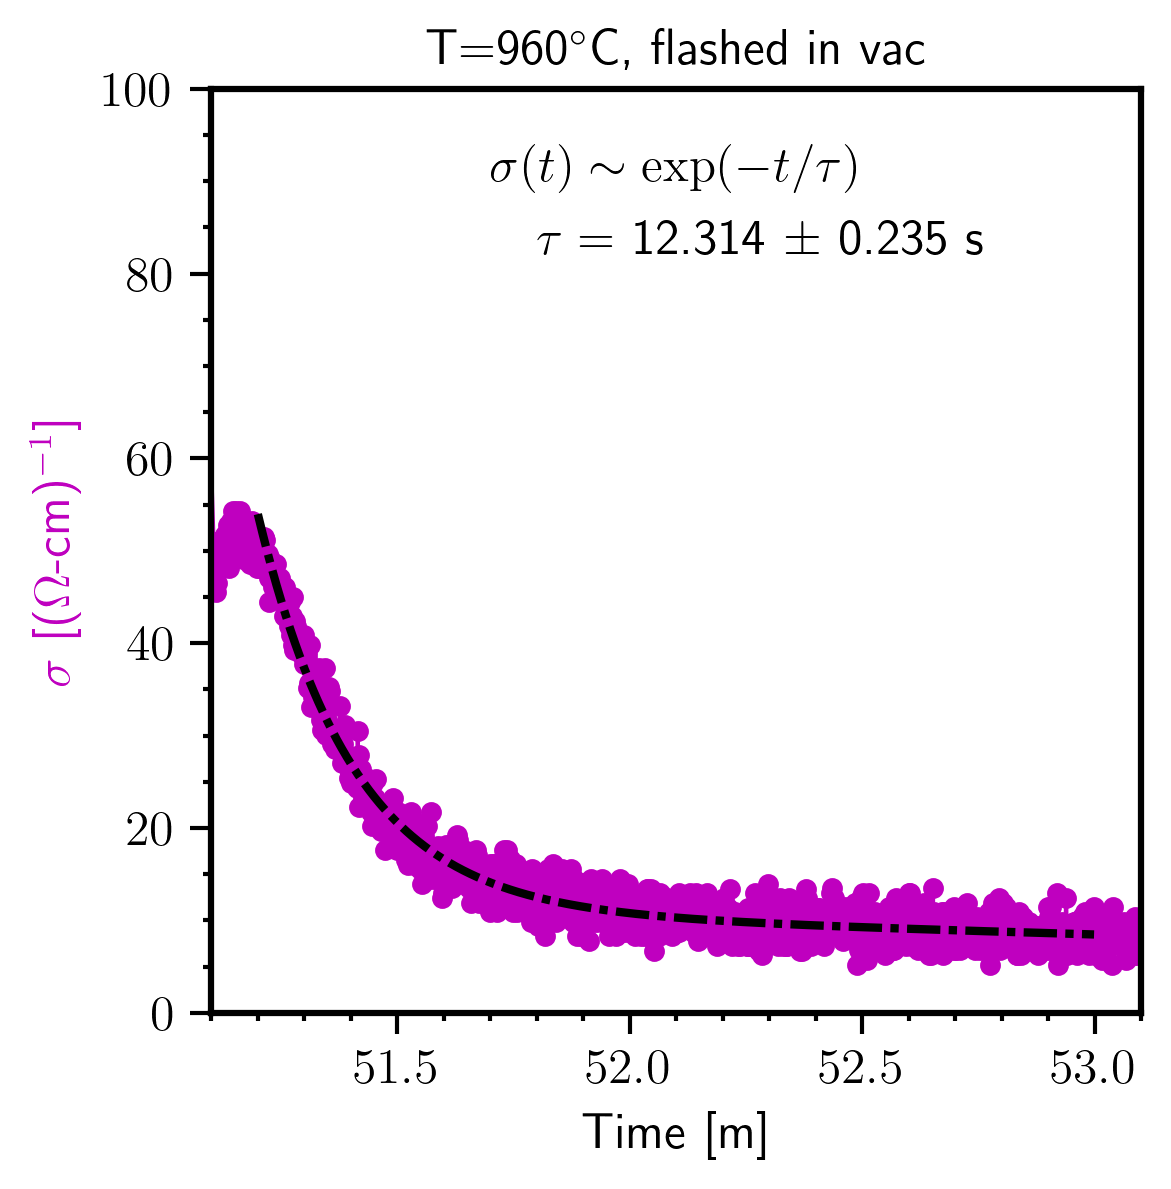 T=960°C, flashed in vac
100
σ(t) ∼ exp(−t/τ)
τ = 12.314 ± 0.235 s
80
60
σ [(Ω-cm)⁻¹]
40
20
0
51.5 52.0 52.5 53.0
Time [m]